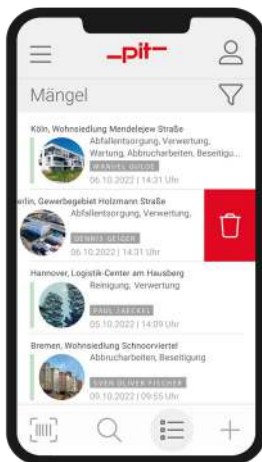 pit
Mängel
Köln, Wohnsiedlung Mendelejew Straße
Abfallentsorgung, Verwertung,
Wartung, Abbrucharbeiten, Beseitigu...
MANUEL GULDE
06.10.2022 | 14:31 Uhr
erlin, Gewerbegebiet Holzmann Straße
Abfallentsorgung, Verwertung,
DENNIS GEIGER
06.10.2022 | 14:31 Uhr
Hannover, Logistik-Center am Hausberg
Reinigung, Verwertung
PAUL JAECKEL
05.10.2022 | 14:09 Uhr
Bremen, Wohnsiedlung Schnoorviertel
Abbrucharbeiten, Beseitigung
SVEN OLIVER PISCHER
09.10.2022 | 09:55 Uhr